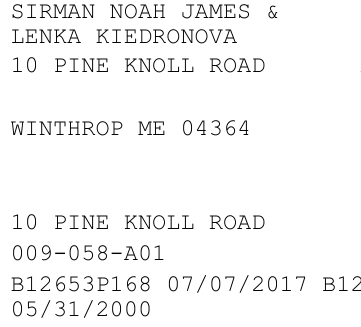 SIRMAN NOAH JAMES &
LENKA KIEDRONOVA
10 PINE KNOLL ROAD
WINTHROP ME 04364
10 PINE KNOLL ROAD
009-058-A01
B12653P168 07/07/2017 B12
05/31/2000